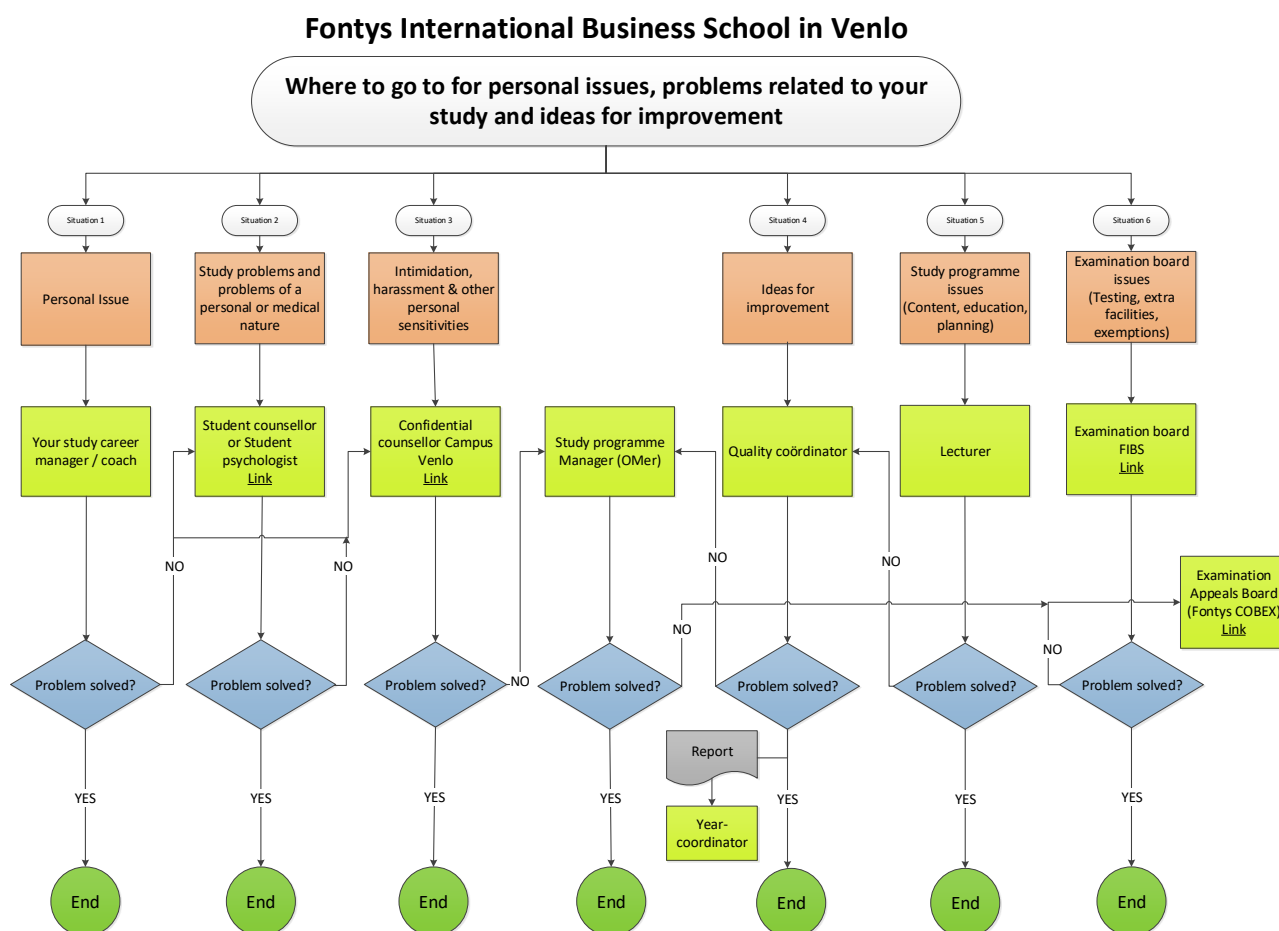 Fontys International Business School in Venlo
Where to go to for personal issues, problems related to your
study and ideas for improvement
Situation 1
Situation 2
Situation 3
Situation 4
Situation 5
Situation 6
Personal Issue
Study problems and
problems of a
personal or medical
nature
Intimidation,
harassment & other
personal
sensitivities
Ideas for
improvement
Study programme
issues
(Content, education,
planning)
Examination board
issues
(Testing, extra
facilities,
exemptions)
Your study career
manager / coach
Student counsellor
or Student
psychologist
Link
Confidential
counsellor Campus
Venlo
Link
Study programme
Manager (OMer)
Quality coördinator
Lecturer
Examination board
FIBS
Link
NO
NO
NO
NO
NO
NO
NO
Examination
Appeals Board
(Fontys COBEX)
Link
Problem solved?
Problem solved?
Problem solved?
Problem solved?
Problem solved?
Problem solved?
Problem solved?
Report
Year-
coordinator
YES
YES
YES
YES
YES
YES
YES
End
End
End
End
End
End
End